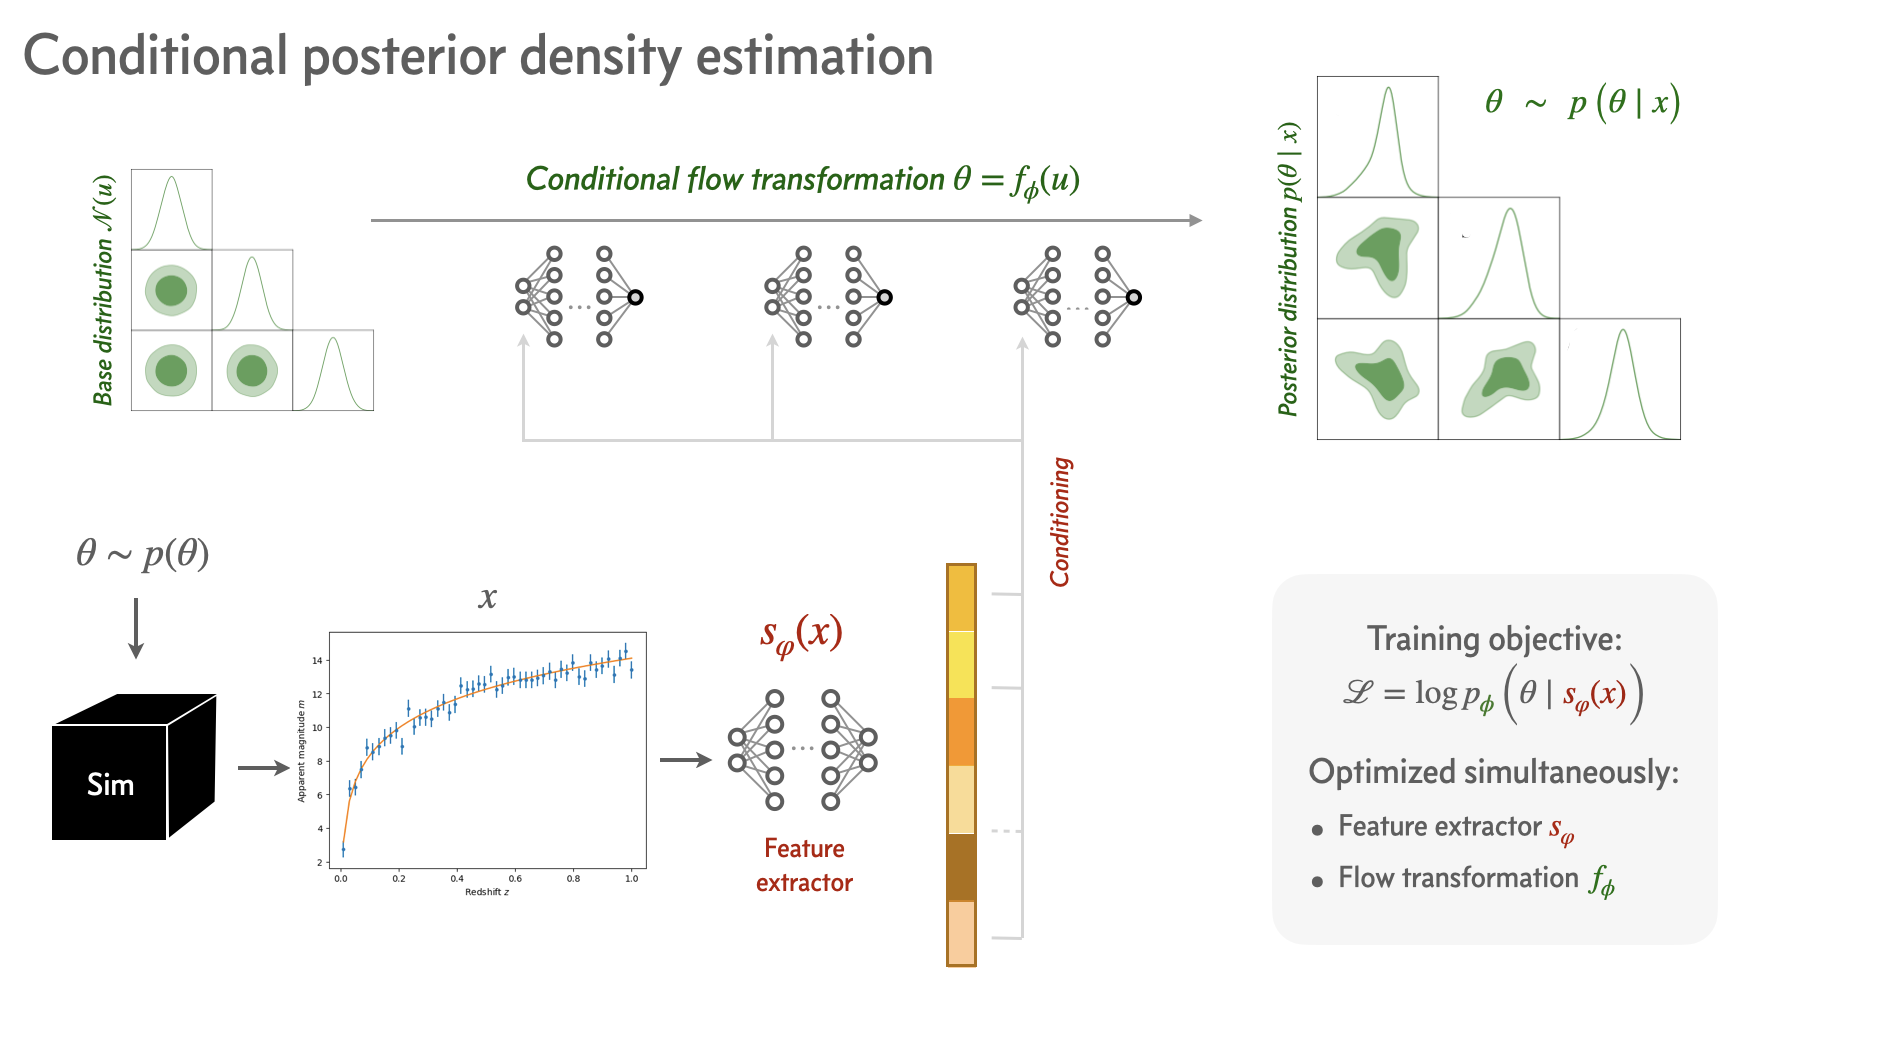 Conditional posterior density estimation
Base distribution 𝒩(u)
Conditional flow transformation θ = f_ϕ(u)
Posterior distribution p(θ | x)
θ ~ p(θ | x)
Conditioning
θ ~ p(θ)
Sim
x
Apparent magnitude m
14
12
10
8
6
4
2
0.0 0.2 0.4 0.6 0.8 1.0
Redshift z
s_φ(x)
...
Feature
extractor
Training objective:
ℒ = log p_ϕ(θ | s_φ(x))
Optimized simultaneously:
• Feature extractor s_φ
• Flow transformation f_ϕ